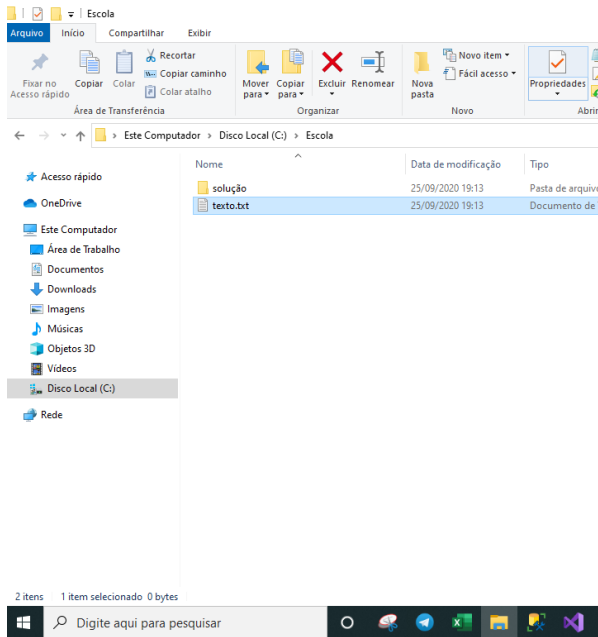 Escola
Arquivo Início Compartilhar Exibir
Fixar no Acesso rápido
Copiar
Colar
Recortar
Copiar caminho
Colar atalho
Área de Transferência
Mover para
Copiar para
Excluir
Renomear
Organizar
Nova pasta
Novo item
Fácil acesso
Novo
Propriedades
Este Computador > Disco Local (C:) > Escola
Nome Data de modificação Tipo
solução 25/09/2020 19:13 Pasta de
texto.txt 25/09/2020 19:13 Documento de
Acesso rápido
OneDrive
Este Computador
Área de Trabalho
Documentos
Downloads
Imagens
Músicas
Objetos 3D
Vídeos
Disco Local (C:)
Rede
2 itens 1 item selecionado 0 bytes
Digite aqui para pesquisar